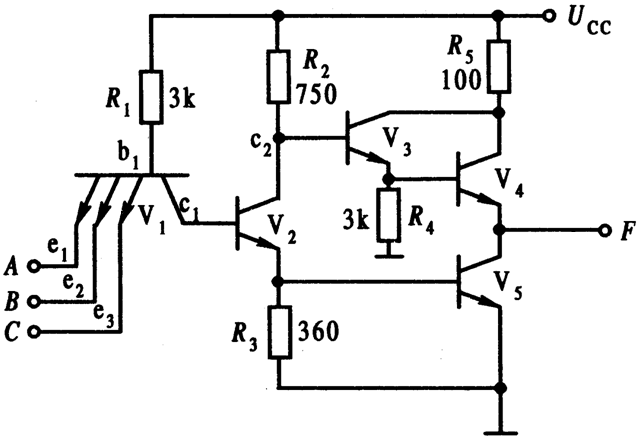 U_CC
R_2
750
R_5
100
R_1
3k
b_1
c_2
V_3
V_4
c_1
V_1
V_2
3k
R_4
F
e_1
A
e_2
B
e_3
C
V_5
R_3
360